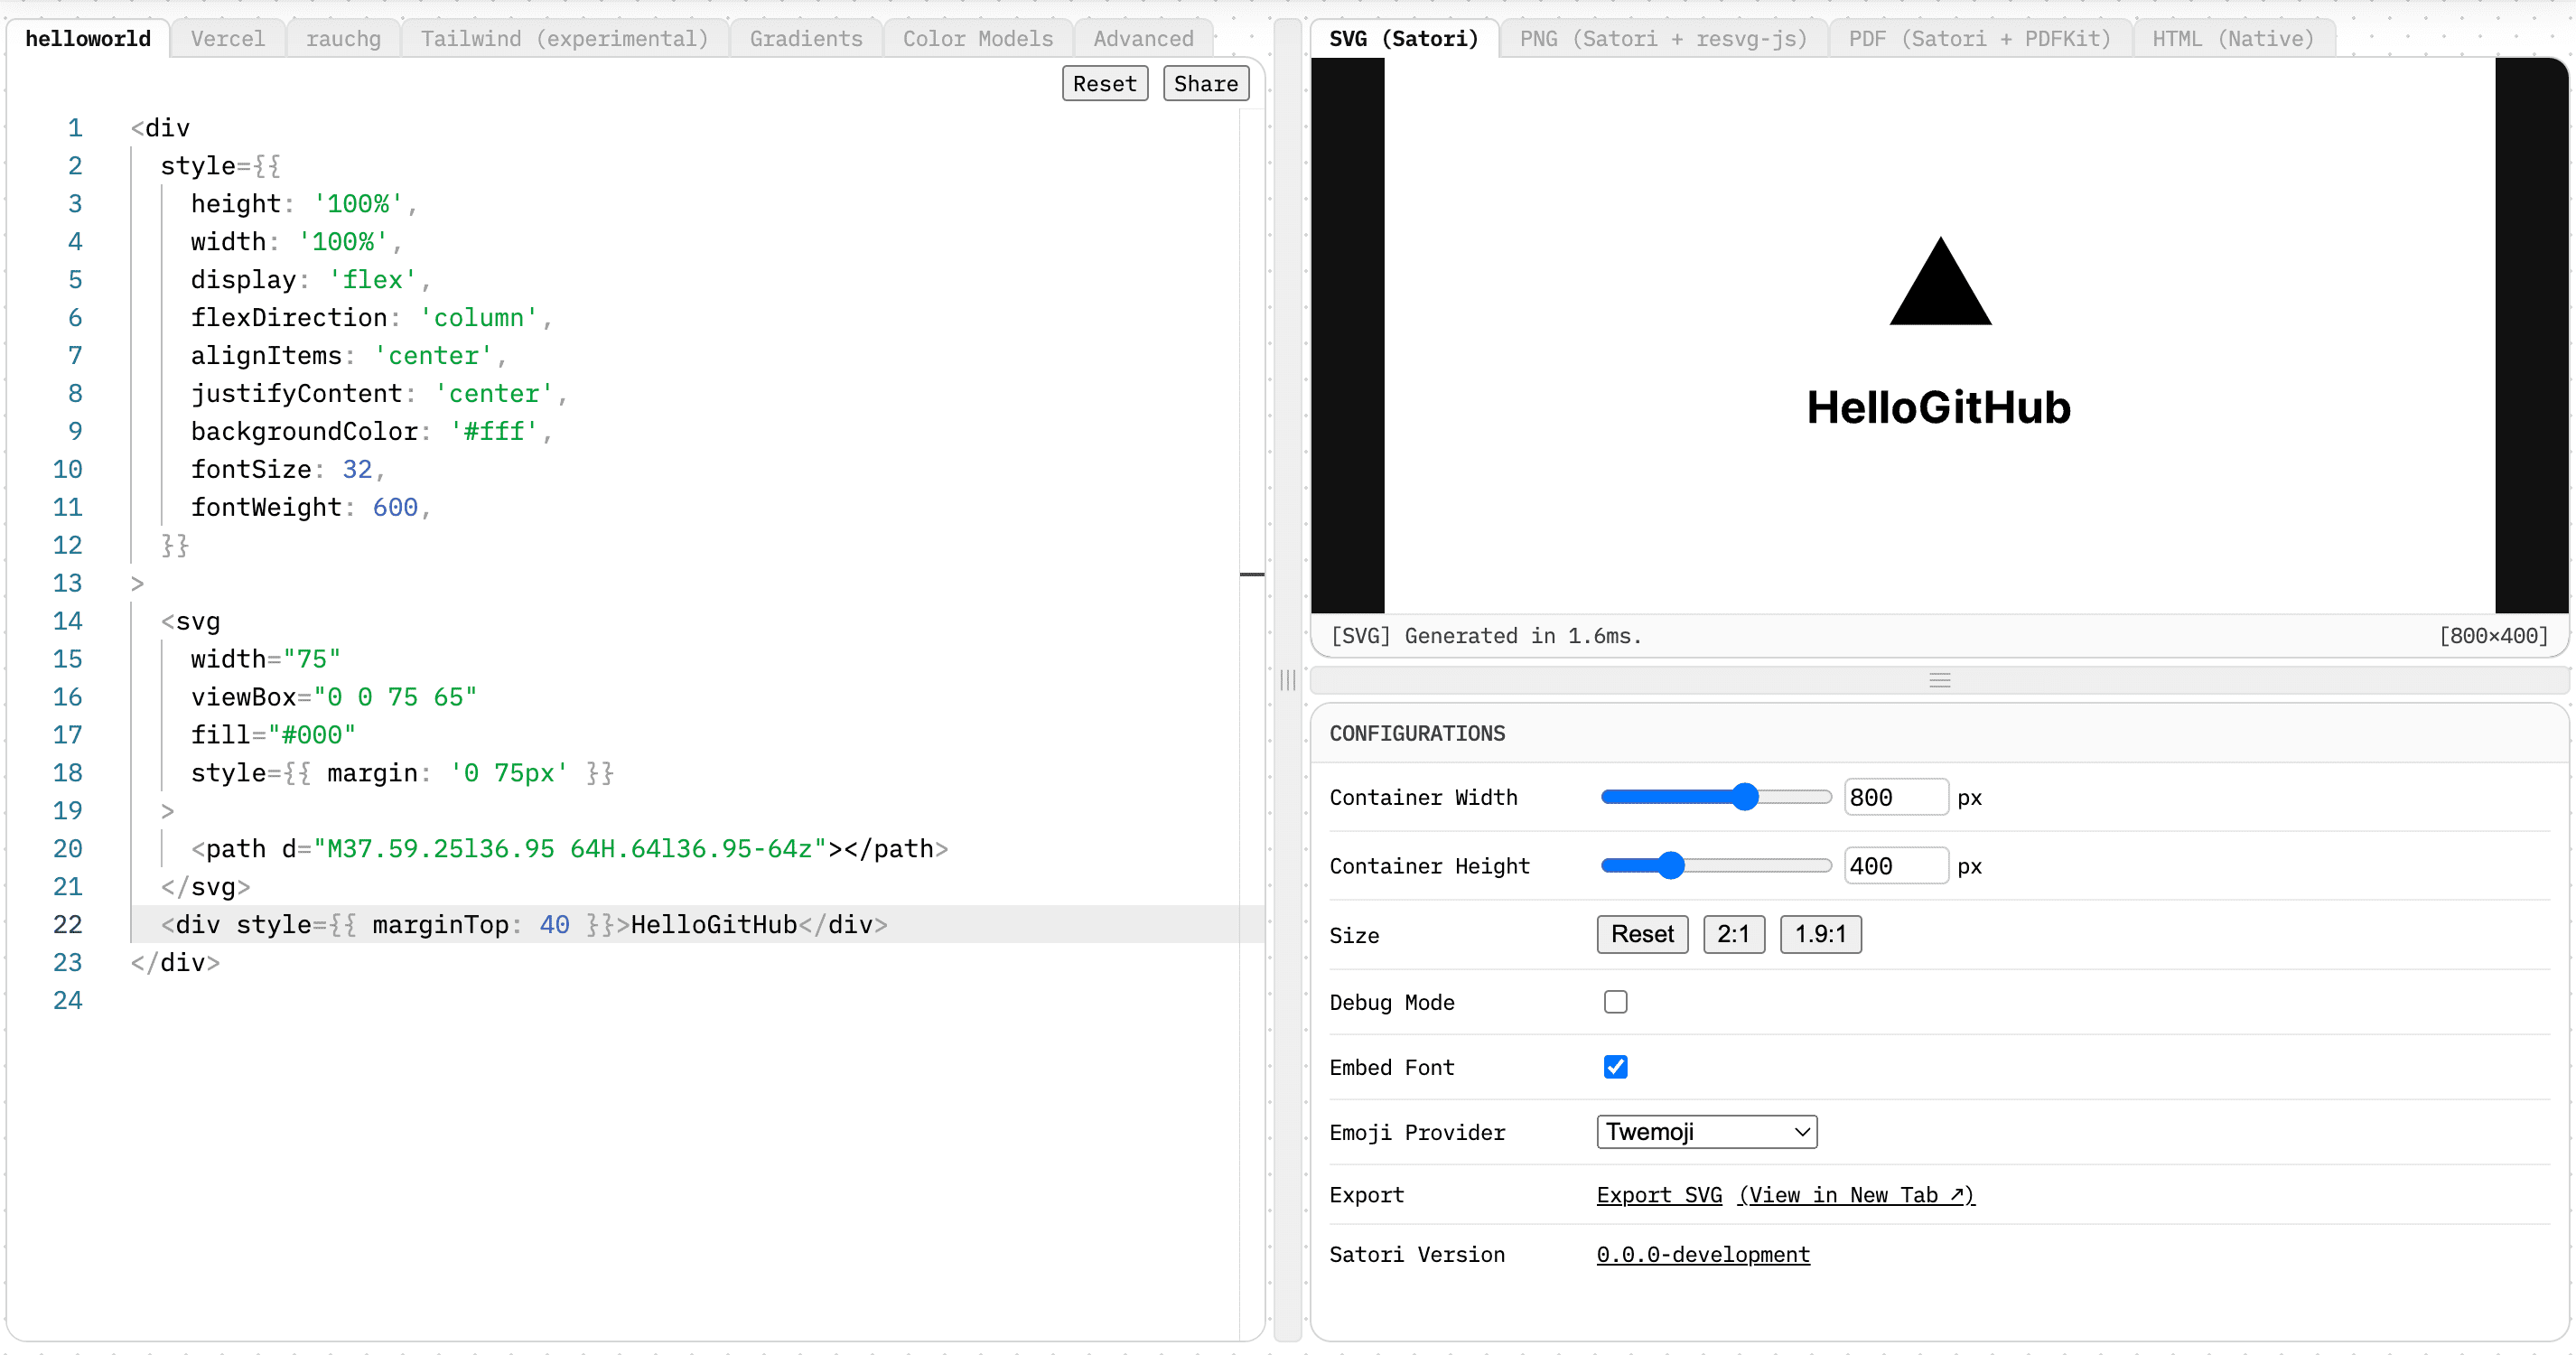 helloworld Vercel rauchg Tailwind (experimental) Gradients Color Models Advanced
Reset Share
1 <div
2 style={{
3 height: '100%',
4 width: '100%',
5 display: 'flex',
6 flexDirection: 'column',
7 alignItems: 'center',
8 justifyContent: 'center',
9 backgroundColor: '#fff',
10 fontSize: 32,
11 fontWeight: 600,
12 }}
13 >
14 <svg
15 width="75"
16 viewBox="0 0 75 65"
17 fill="#000"
18 style={{ margin: '0 75px' }}
19 >
20 <path d="M37.59.25l36.95 64H.64l36.95-64z"></path>
21 </svg>
22 <div style={{ marginTop: 40 }}>HelloGitHub</div>
23 </div>
24
SVG (Satori) PNG (Satori + resvg-js) PDF (Satori + PDFKit) HTML (Native)
HelloGitHub
[SVG] Generated in 1.6ms. [800×400]
CONFIGURATIONS
Container Width 800 px
Container Height 400 px
Size Reset 2:1 1.9:1
Debug Mode
Embed Font
Emoji Provider Twemoji
Export Export SVG (View in New Tab ↗)
Satori Version 0.0.0-development